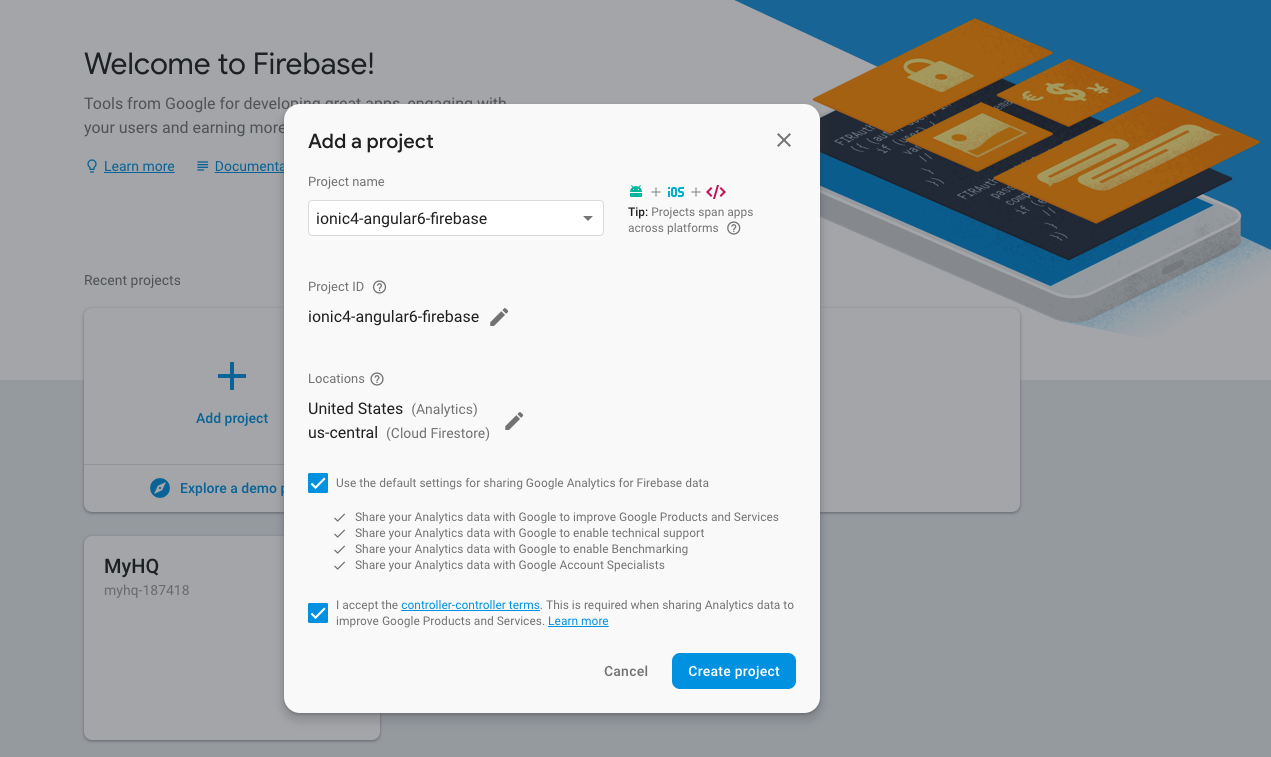 Welcome to Firebase!
Tools from Google for developing great apps, engaging with
your users and earning more
Learn more
Documenta
Recent projects
Add project
Explore a demo p
MyHQ
myhq-187418
Add a project
Project name
ionic4-angular6-firebase
+ iOS + </>
Tip: Projects span apps
across platforms
Project ID
ionic4-angular6-firebase
Locations
United States (Analytics)
us-central (Cloud Firestore)
Use the default settings for sharing Google Analytics for Firebase data
Share your Analytics data with Google to improve Google Products and Services
Share your Analytics data with Google to enable technical support
Share your Analytics data with Google to enable Benchmarking
Share your Analytics data with Google Account Specialists
I accept the controller-controller terms. This is required when sharing Analytics data to
improve Google Products and Services. Learn more
Cancel
Create project